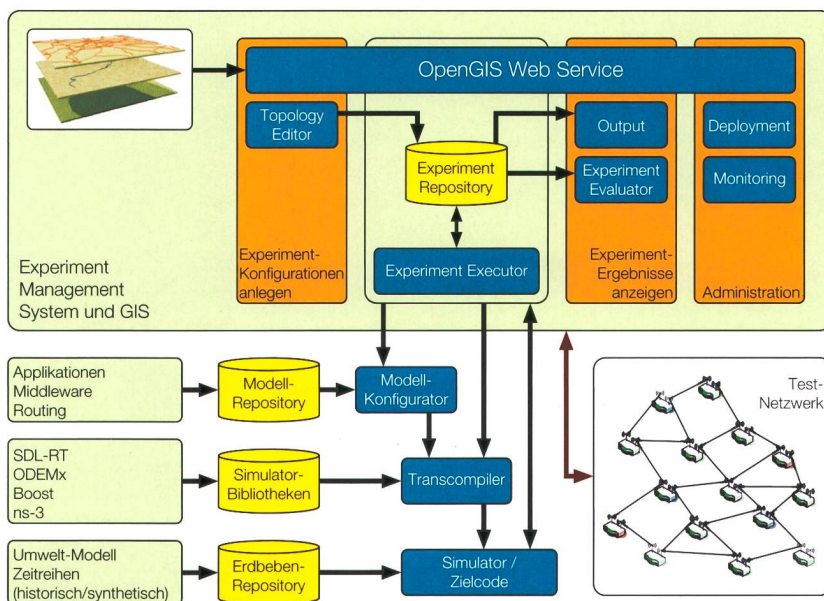 OpenGIS Web Service
Topology
Editor
Output
Deployment
Experiment
Repository
Experiment
Evaluator
Monitoring
Experiment-
Konfigurationen
anlegen
Experiment Executor
Experiment-
Ergebnisse
anzeigen
Administration
Experiment
Management
System und GIS
Applikationen
Middleware
Routing
Modell-
Repository
Modell-
Konfigurator
Test-
Netzwerk
SDL-RT
ODEMx
Boost
ns-3
Simulator-
Bibliotheken
Transcompiler
Umwelt-Modell
Zeitreihen
(historisch/synthetisch)
Erdbeben-
Repository
Simulator /
Zielcode